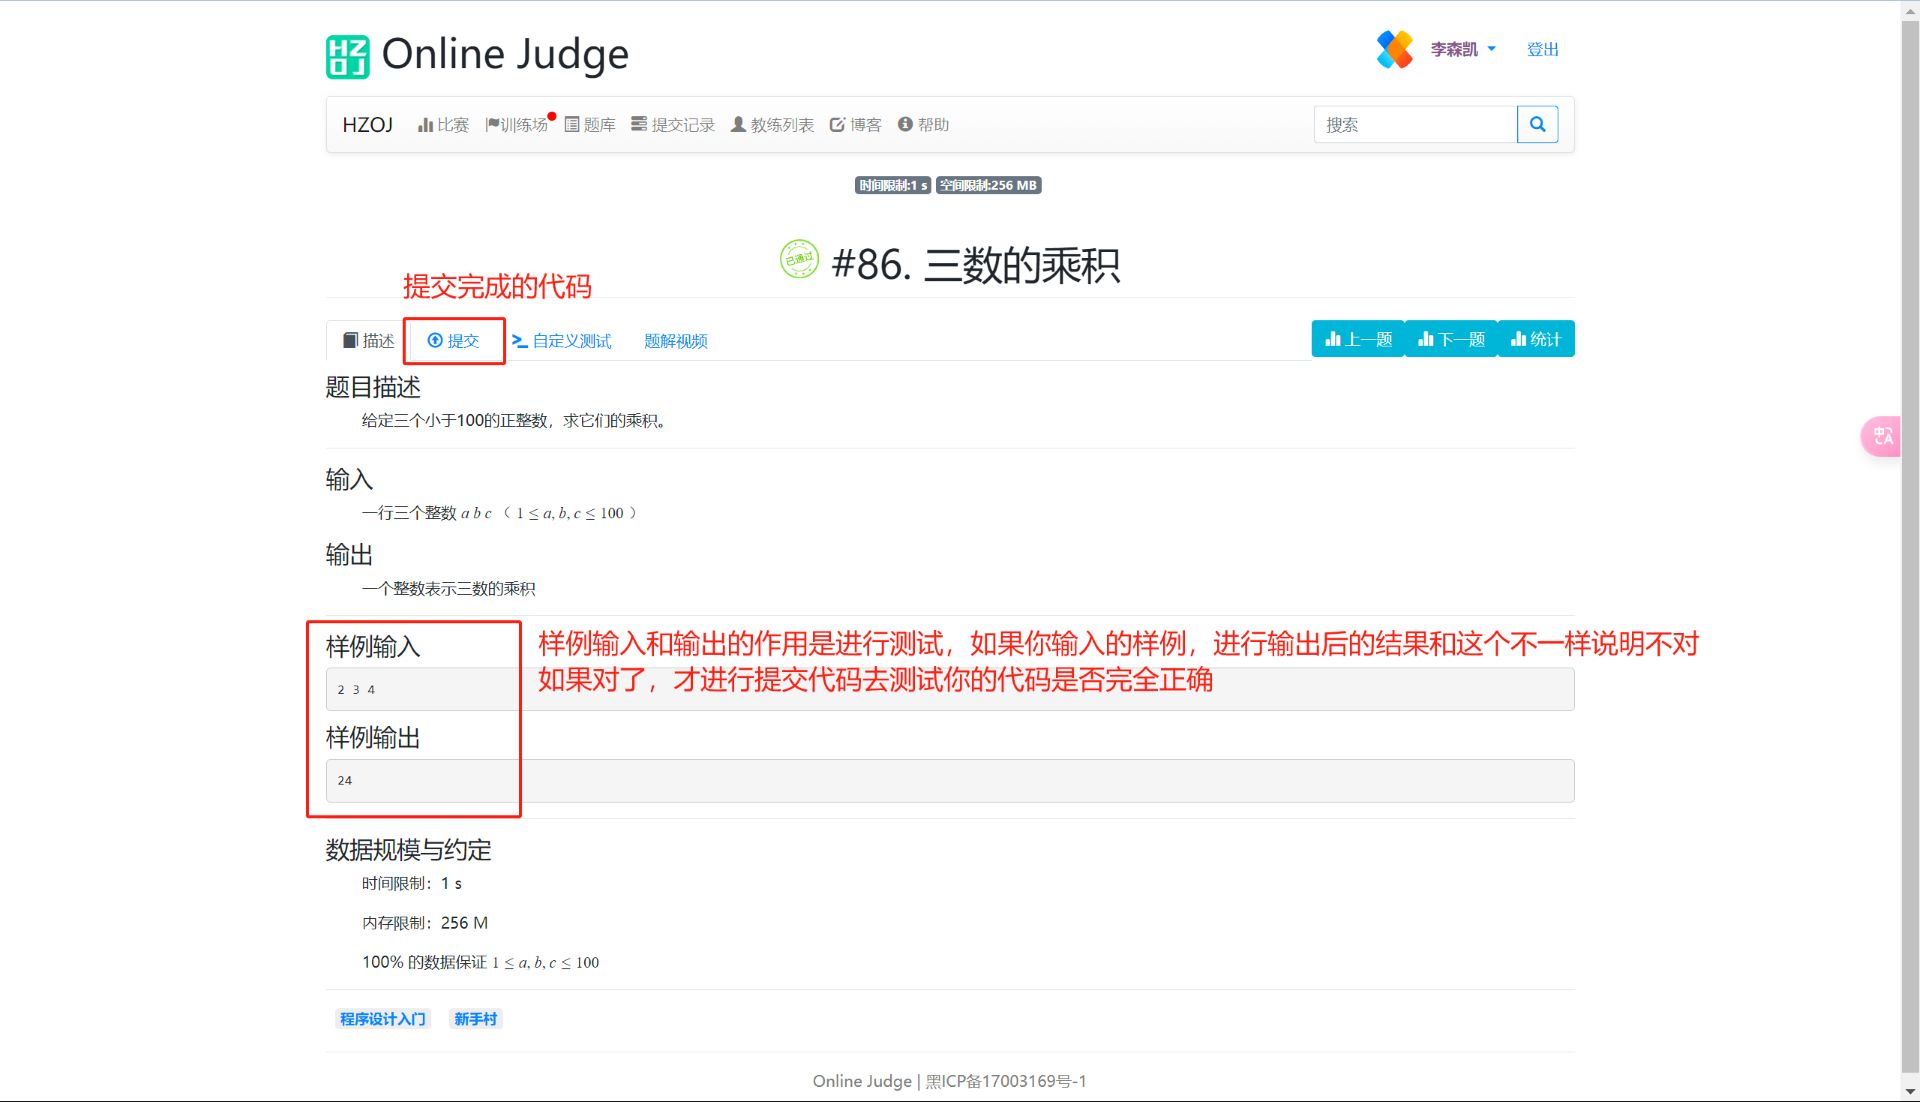 HZOJ Online Judge 李森凯 登出
HZOJ 比赛 训练场 题库 提交记录 教练列表 博客 帮助 搜索
时间限制:1 s 空间限制:256 MB
已通过 #86. 三数的乘积
提交完成的代码
描述 提交 自定义测试 题解视频 上一题 下一题 统计
题目描述
给定三个小于100的正整数，求它们的乘积。
输入
一行三个整数 a b c （ 1 ≤ a, b, c ≤ 100 ）
输出
一个整数表示三数的乘积
样例输入
样例输入和输出的作用是进行测试，如果你输入的样例，进行输出后的结果和这个不一样说明不对
如果对了，才进行提交代码去测试你的代码是否完全正确
2 3 4
样例输出
24
数据规模与约定
时间限制：1 s
内存限制：256 M
100% 的数据保证 1 ≤ a, b, c ≤ 100
程序设计入门 新手村
Online Judge | 黑ICP备17003169号-1
中A